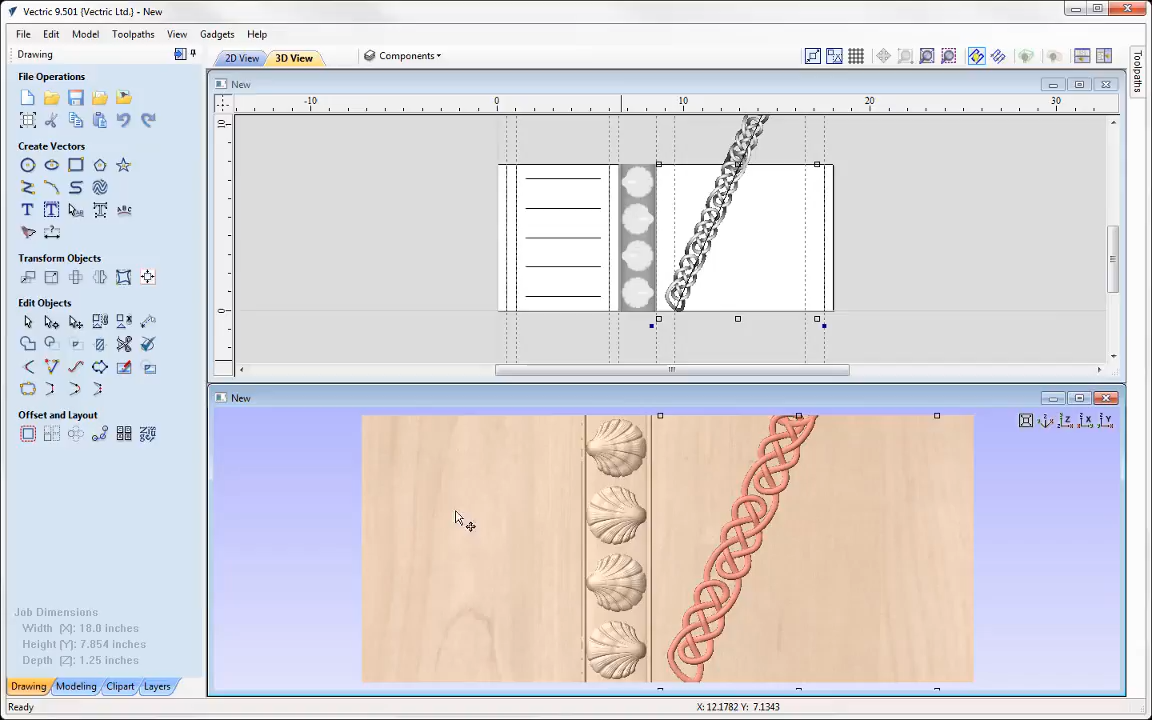 Vectric 9.501 {Vectric Ltd.} - New
File Edit Model Toolpaths View Gadgets Help
Drawing
2D View 3D View Components
Toolpaths
File Operations
New
-10 0 10 20 30
10
0
Create Vectors
Transform Objects
Edit Objects
New
Z X Y
Offset and Layout
Job Dimensions
Width (X): 18.0 inches
Height (Y): 7.854 inches
Depth (Z): 1.25 inches
Drawing Modeling Clipart Layers
Ready
X: 12.1782 Y: 7.1343